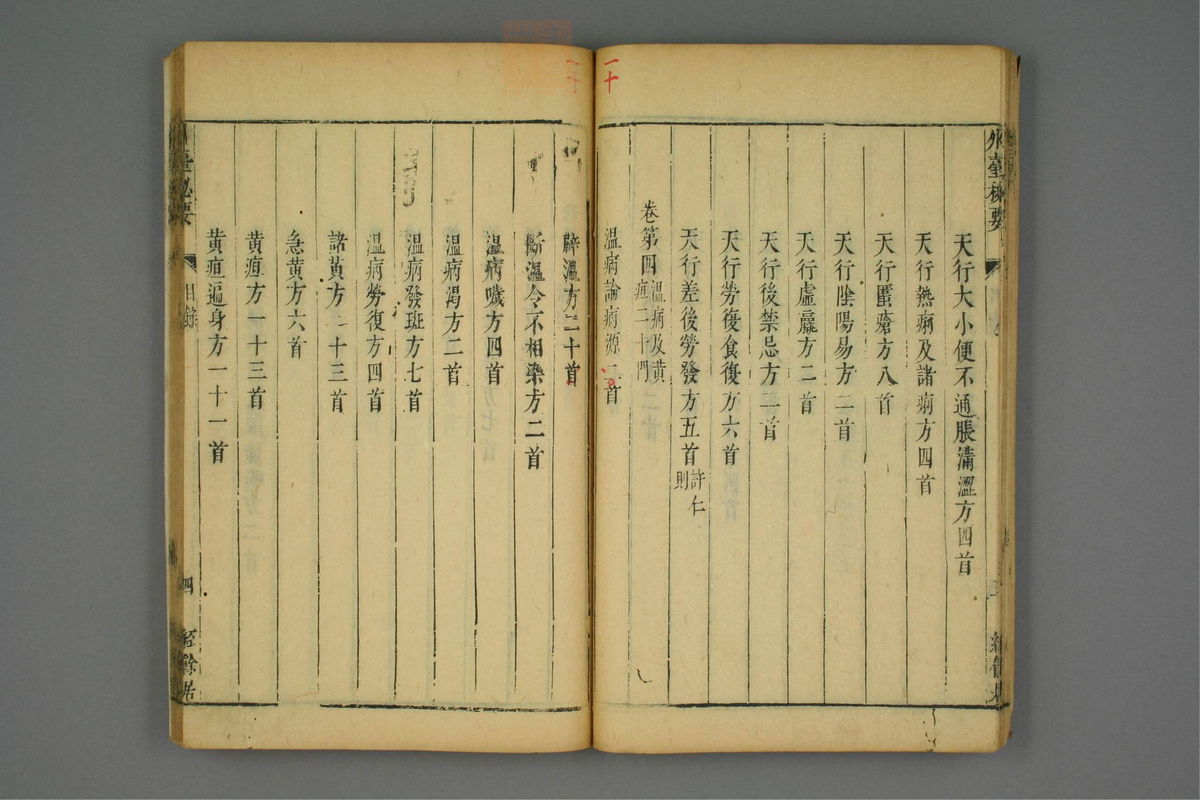 一十
外臺秘要
天行大小便不通脹滿澀方四首
天行熱痢及諸痢方四首
天行䘌瘡方八首
天行陰陽易方二首
天行虛羸方二首
天行後禁忌方二首
天行勞復食復方六首
天行差後勞發方五首許仁則
卷第四溫病及黃疸二十門
溫病論病源二首
辟溫方二十首
斷溫令不相染方二首
溫病噦方四首
溫病渴方二首
溫病發斑方七首
溫病勞復方四首
諸黃方二十三首
急黃方六首
黃疸方一十三首
黃疸遍身方一十一首
臺秘要
目錄
四
經餘居